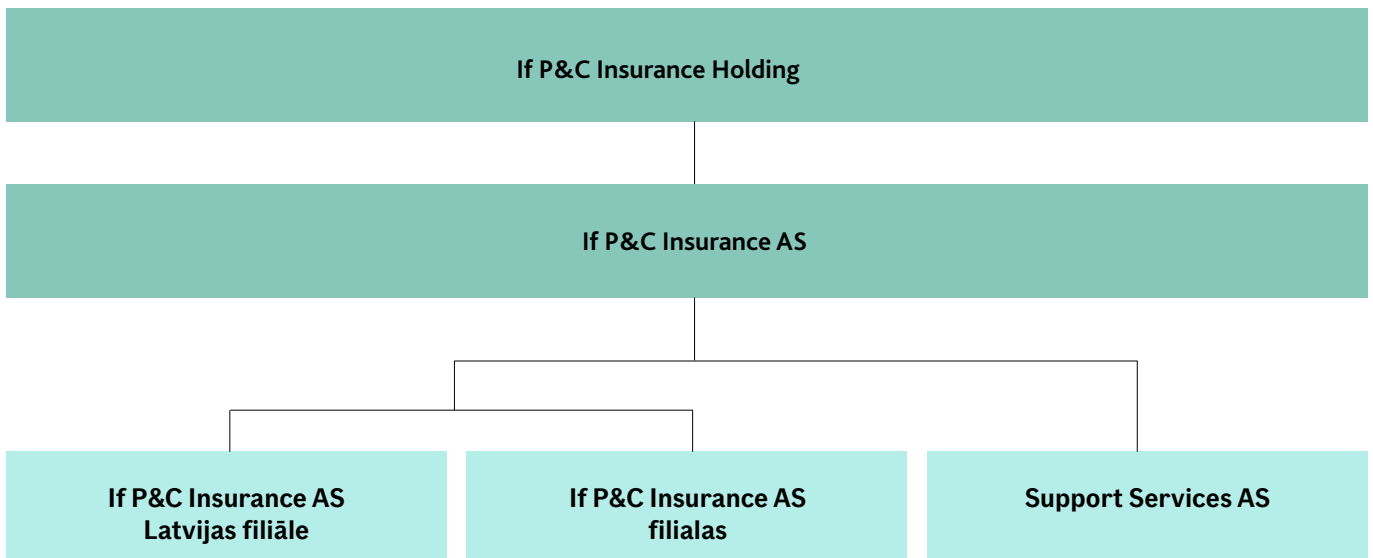 If P&C Insurance Holding
If P&C Insurance AS
If P&C Insurance AS
Latvijas filiāle
If P&C Insurance AS
filialas
Support Services AS